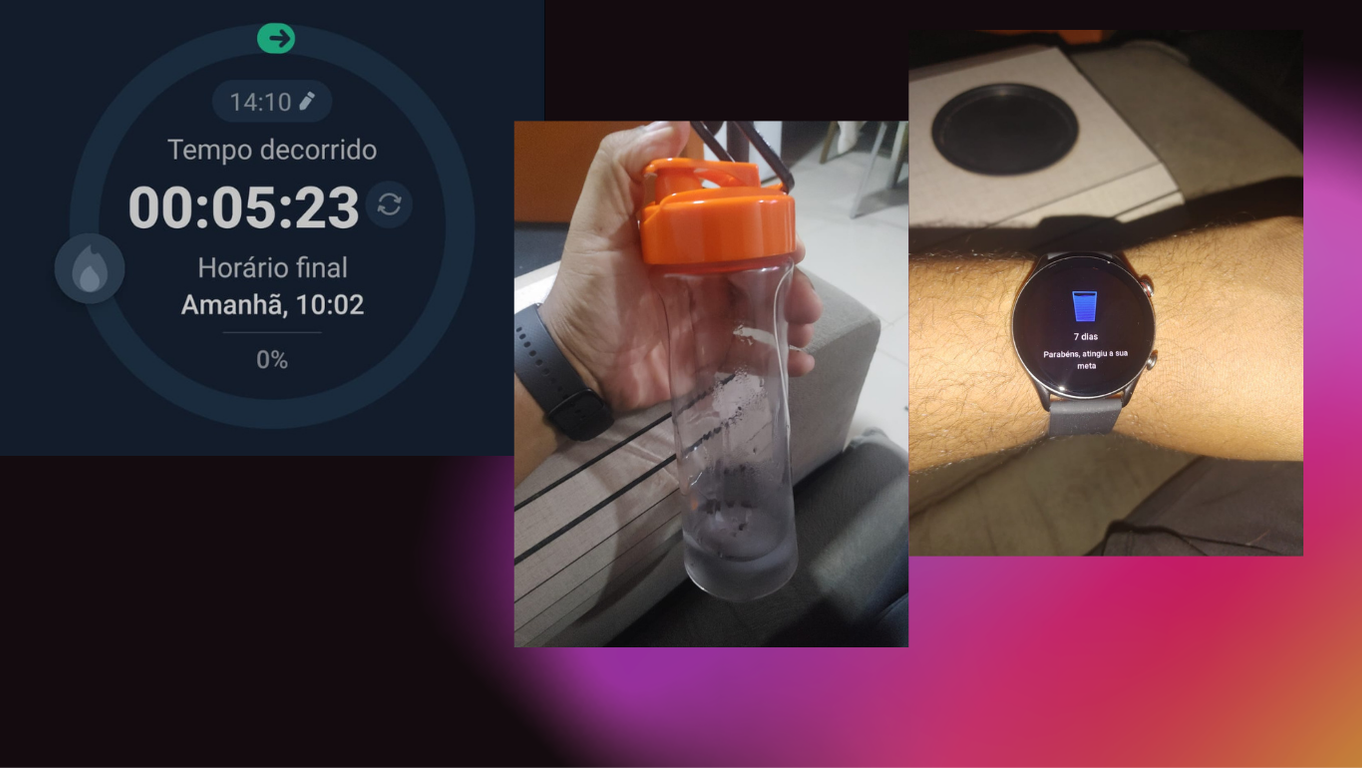 14:10
Tempo decorrido
00:05:23
Horário final
Amanhã, 10:02
0%
7 dias
Parabéns, atingiu a sua
meta